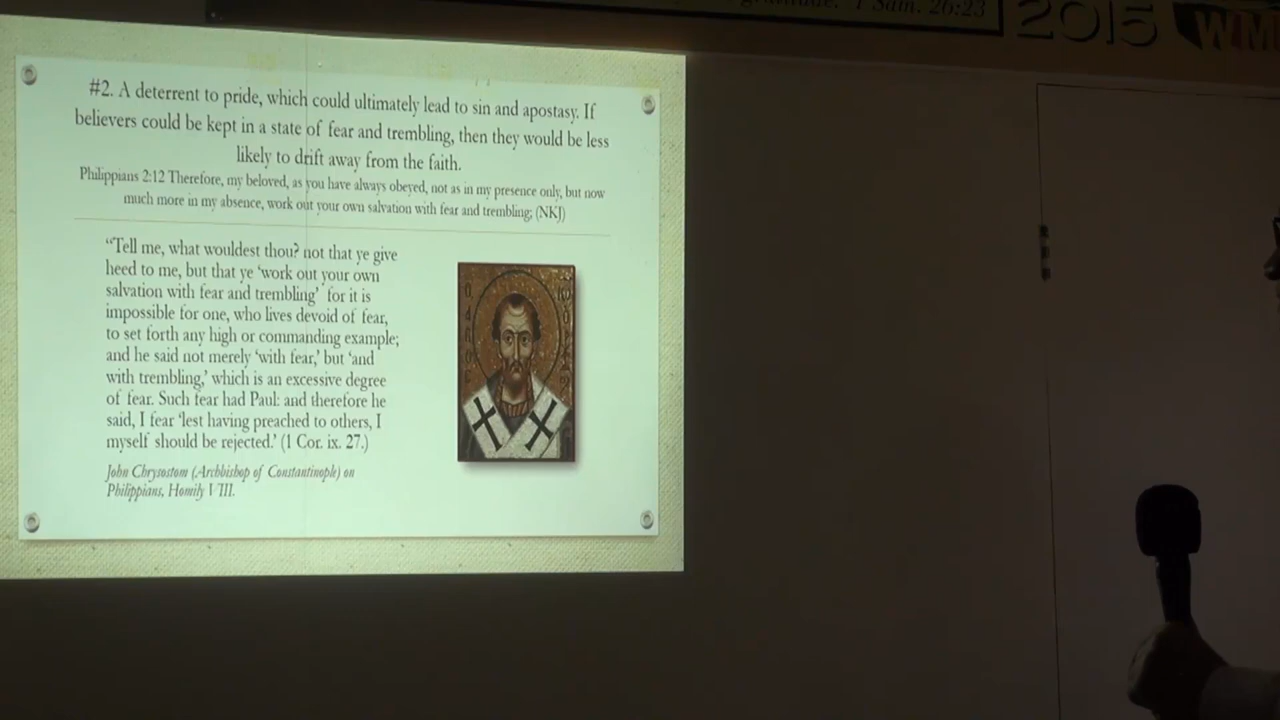 gratitude. 1 Sam. 26:23
2015
WM
#2. A deterrent to pride, which could ultimately lead to sin and apostasy. If
believers could be kept in a state of fear and trembling, then they would be less
likely to drift away from the faith.
Philippians 2:12 Therefore, my beloved, as you have always obeyed, not as in my presence only, but now
much more in my absence, work out your own salvation with fear and trembling; (NKJ)
“Tell me, what wouldest thou? not that ye give
heed to me, but that ye ‘work out your own
salvation with fear and trembling’ for it is
impossible for one, who lives devoid of fear,
to set forth any high or commanding example;
and he said not merely ‘with fear,’ but ‘and
with trembling,’ which is an excessive degree
of fear. Such fear had Paul: and therefore he
said, I fear ‘lest having preached to others, I
myself should be rejected.’ (1 Cor. ix. 27.)
John Chrysostom (Archbishop of Constantinople) on
Philippians, Homily VIII.